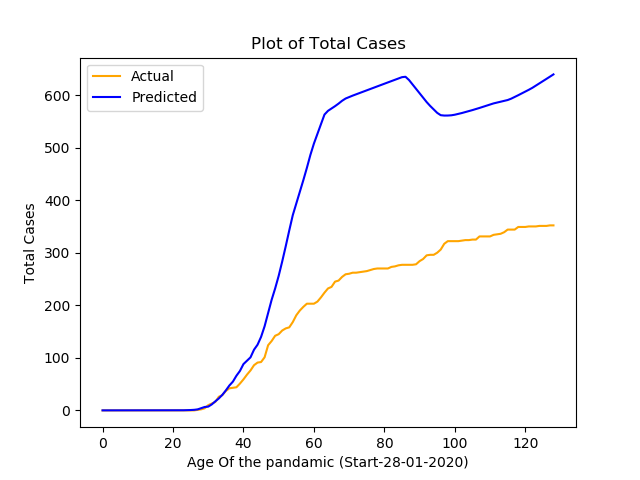 Plot of Total Cases
Actual
Predicted
Total Cases
600
500
400
300
200
100
0
0 20 40 60 80 100 120
Age Of the pandamic (Start-28-01-2020)